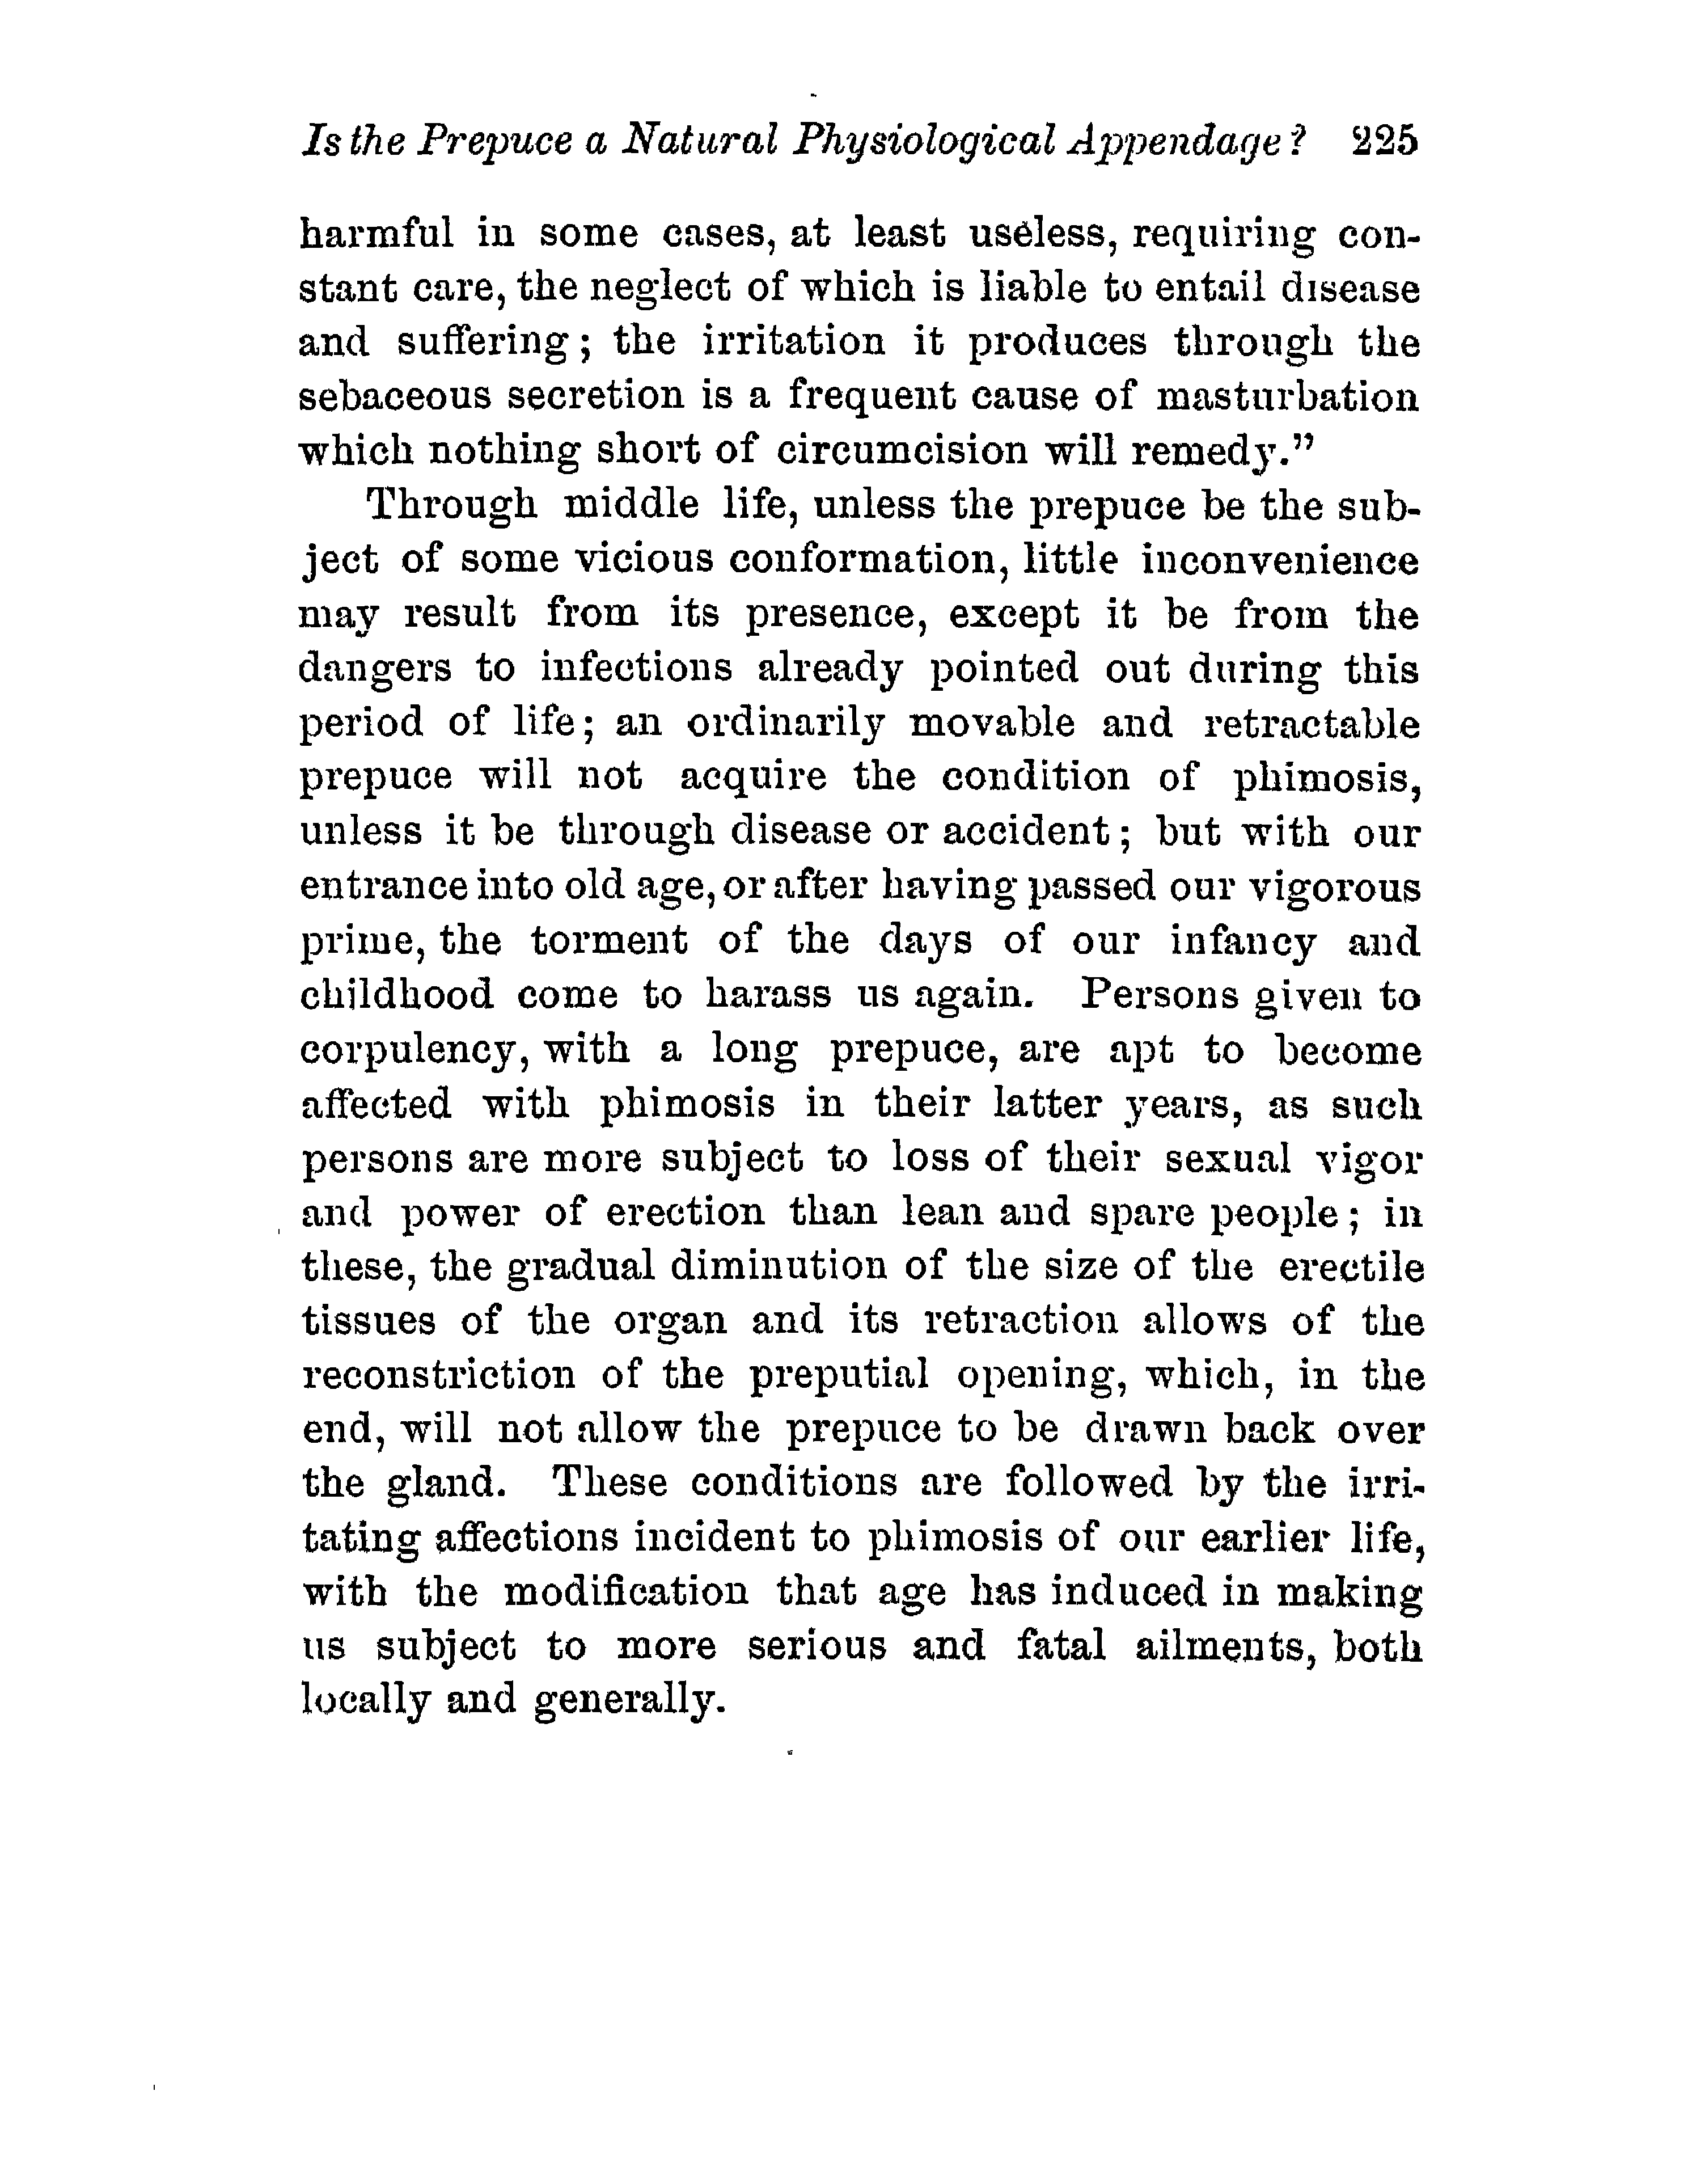 Is the Prepuce a Natural Physiological Appendage? 225
harmful in some cases, at least useless, requiring con-
stant care, the neglect of which is liable to entail disease
and suffering; the irritation it produces through the
sebaceous secretion is a frequent cause of masturbation
which nothing short of circumcision will remedy."
Through middle life, unless the prepuce be the sub-
ject of some vicious conformation, little inconvenience
may result from its presence, except it be from the
dangers to infections already pointed out during this
period of life; an ordinarily movable and retractable
prepuce will not acquire the condition of phimosis,
unless it be through disease or accident; but with our
entrance into old age, or after having passed our vigorous
prime, the torment of the days of our infancy and
childhood come to harass us again. Persons given to
corpulency, with a long prepuce, are apt to become
affected with phimosis in their latter years, as such
persons are more subject to loss of their sexual vigor
and power of erection than lean and spare people; in
these, the gradual diminution of the size of the erectile
tissues of the organ and its retraction allows of the
reconstriction of the preputial opening, which, in the
end, will not allow the prepuce to be drawn back over
the gland. These conditions are followed by the irri-
tating affections incident to phimosis of our earlier life,
with the modification that age has induced in making
us subject to more serious and fatal ailments, both
locally and generally.